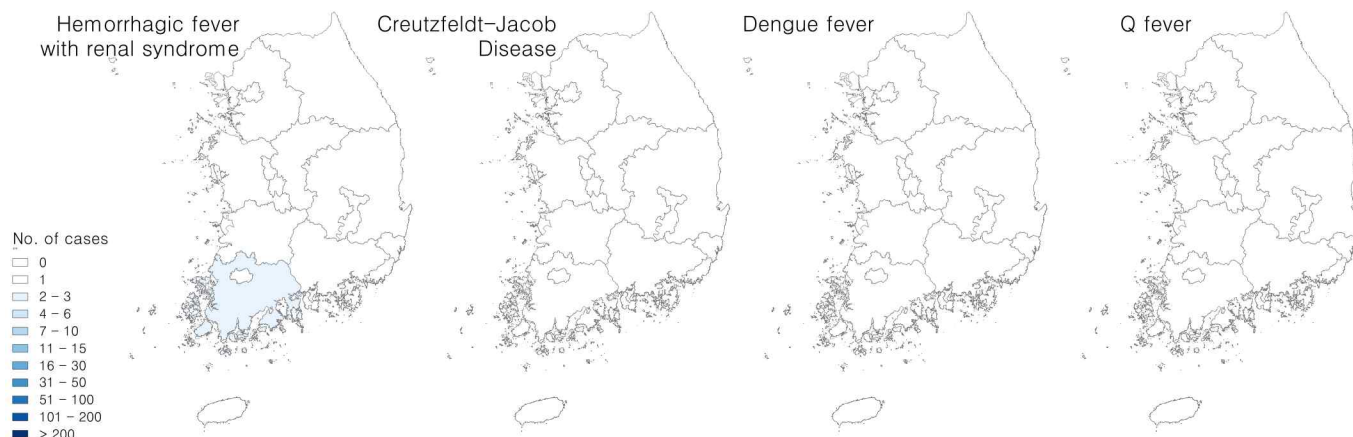 Hemorrhagic fever
with renal syndrome
Creutzfeldt–Jacob
Disease
Dengue fever
Q fever
No. of cases
0
1
2 – 3
4 – 6
7 – 10
11 – 15
16 – 30
31 – 50
51 – 100
101 – 200
> 200